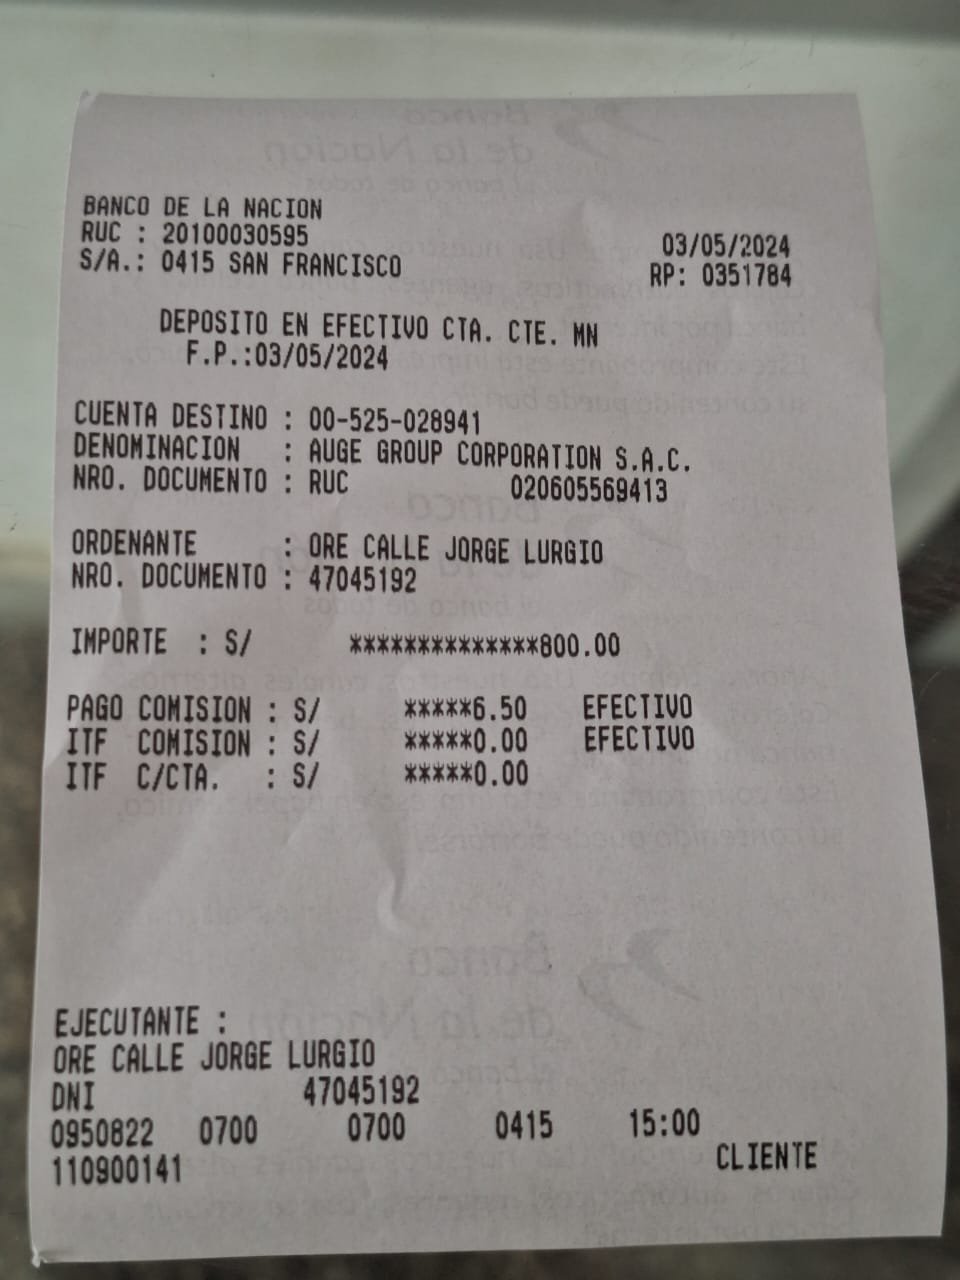 BANCO DE LA NACION
RUC : 20100030595 03/05/2024
S/A.: 0415 SAN FRANCISCO RP: 0351784
DEPOSITO EN EFECTIVO CTA. CTE. MN
F.P.:03/05/2024
CUENTA DESTINO : 00-525-028941
DENOMINACION : AUGE GROUP CORPORATION S.A.C.
NRO. DOCUMENTO : RUC 020605569413
ORDENANTE : ORE CALLE JORGE LURGIO
NRO. DOCUMENTO : 47045192
IMPORTE : S/ **************800.00
PAGO COMISION : S/ *****6.50 EFECTIVO
ITF COMISION : S/ *****0.00 EFECTIVO
ITF C/CTA. : S/ *****0.00
EJECUTANTE :
ORE CALLE JORGE LURGIO
DNI 47045192
0950822 0700 0700 0415 15:00
110900141 CLIENTE